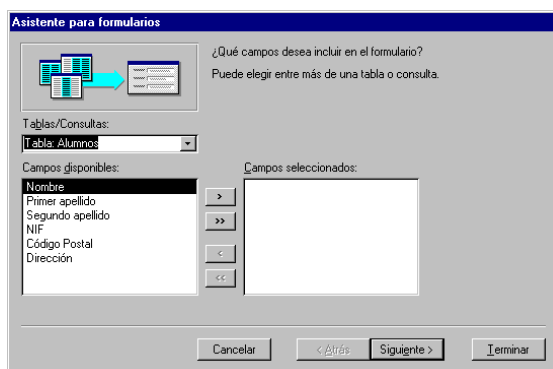 Asistente para formularios
¿Qué campos desea incluir en el formulario?
Puede elegir entre más de una tabla o consulta.
Tablas/Consultas:
Tabla: Alumnos
Campos disponibles:
Campos seleccionados:
Nombre
Primer apellido
Segundo apellido
NIF
Código Postal
Dirección
>
>>
<
<<
Cancelar
< Atrás
Siguiente >
Terminar